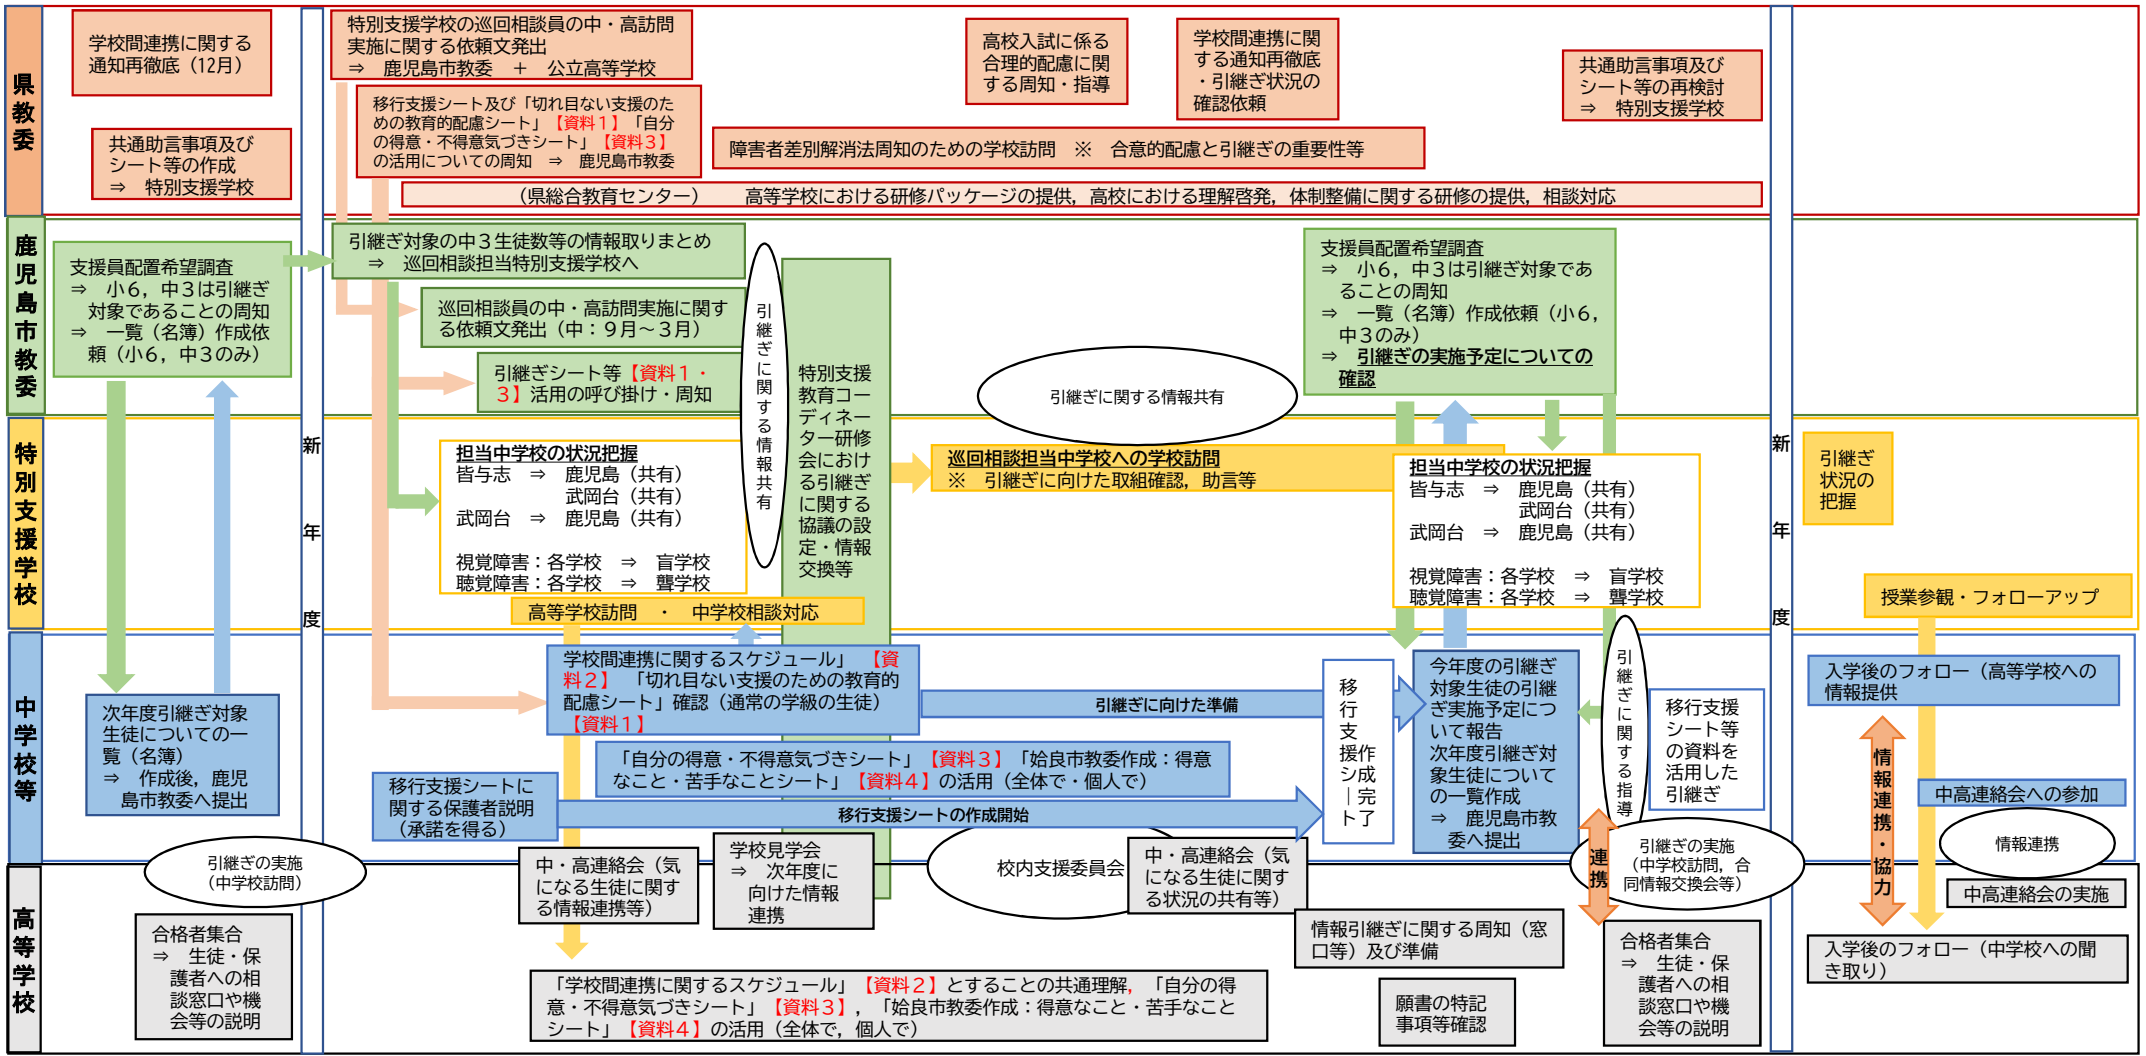 県教委
学校間連携に関する
通知再徹底（12月）
共通助言事項及び
シート等の作成
⇒　特別支援学校
特別支援学校の巡回相談員の中・高訪問
実施に関する依頼文発出
⇒　鹿児島市教委　＋　公立高等学校
移行支援シート及び「切れ目ない支援のた
めの教育的配慮シート」【資料１】「自分
の得意・不得意気づきシート」【資料３】
の活用についての周知　⇒　鹿児島市教委
高校入試に係る
合理的配慮に関
する周知・指導
学校間連携に関
する通知再徹底
・引継ぎ状況の
確認依頼
共通助言事項及び
シート等の再検討
⇒　特別支援学校
障害者差別解消法周知のための学校訪問　※　合意的配慮と引継ぎの重要性等
（県総合教育センター）　　高等学校における研修パッケージの提供，高校における理解啓発，体制整備に関する研修の提供，相談対応
鹿児島市教委
支援員配置希望調査
⇒　小６，中３は引継ぎ
対象であることの周知
⇒　一覧（名簿）作成依
頼（小６，中３のみ）
引継ぎ対象の中３生徒数等の情報取りまとめ
⇒　巡回相談担当特別支援学校へ
巡回相談員の中・高訪問実施に関す
る依頼文発出（中：９月～３月）
引継ぎシート等【資料１・
３】活用の呼び掛け・周知
引継ぎに関する情報共有
特別支援
教育コー
ディネー
ター研修
会におけ
る引継ぎ
に関する
協議の設
定・情報
交換等
引継ぎに関する情報共有
支援員配置希望調査
⇒　小６，中３は引継ぎ対象であ
ることの周知
⇒　一覧（名簿）作成依頼（小６，
中３のみ）
⇒　引継ぎの実施予定についての
確認
特別支援学校
新年度
担当中学校の状況把握
皆与志　⇒　鹿児島（共有）
武岡台（共有）
武岡台　⇒　鹿児島（共有）
視覚障害：各学校　⇒　盲学校
聴覚障害：各学校　⇒　聾学校
高等学校訪問　・　中学校相談対応
巡回相談担当中学校への学校訪問
※　引継ぎに向けた取組確認，助言等
担当中学校の状況把握
皆与志　⇒　鹿児島（共有）
武岡台（共有）
武岡台　⇒　鹿児島（共有）
視覚障害：各学校　⇒　盲学校
聴覚障害：各学校　⇒　聾学校
新年度
引継ぎ
状況の
把握
授業参観・フォローアップ
中学校等
次年度引継ぎ対象
生徒についての一
覧（名簿）
⇒　作成後，鹿児
島市教委へ提出
学校間連携に関するスケジュール」　【資
料２】　「切れ目ない支援のための教育的
配慮シート」確認（通常の学級の生徒）
【資料１】
引継ぎに向けた準備
「自分の得意・不得意気づきシート」【資料３】「姶良市教委作成：得意
なこと・苦手なことシート」【資料４】の活用（全体で・個人で）
移行支援シートに
関する保護者説明
（承諾を得る）
移行支援シートの作成開始
移行支援シート
作成完了
今年度の引継ぎ
対象生徒の引継
ぎ実施予定につ
いて報告
次年度引継ぎ対
象生徒について
の一覧作成
⇒　鹿児島市教
委へ提出
引継ぎに関する指導
移行支援
シート等
の資料を
活用した
引継ぎ
入学後のフォロー（高等学校への
情報提供
情報連携・協力
中高連絡会への参加
情報連携
高等学校
引継ぎの実施
（中学校訪問）
合格者集合
⇒　生徒・保
護者への相
談窓口や機
会等の説明
中・高連絡会（気
になる生徒に関す
る情報連携等）
学校見学会
⇒　次年度に
向けた情報
連携
校内支援委員会
中・高連絡会（気
になる生徒に関す
る状況の共有等）
「学校間連携に関するスケジュール」【資料２】とすることの共通理解，「自分の得
意・不得意気づきシート」【資料３】，「姶良市教委作成：得意なこと・苦手なこと
シート」【資料４】の活用（全体で，個人で）
情報引継ぎに関する周知（窓
口等）及び準備
願書の特記
事項等確認
連携
引継ぎの実施
（中学校訪問，合
同情報交換会等）
合格者集合
⇒　生徒・保
護者への相
談窓口や機
会等の説明
中高連絡会の実施
入学後のフォロー（中学校への聞
き取り）